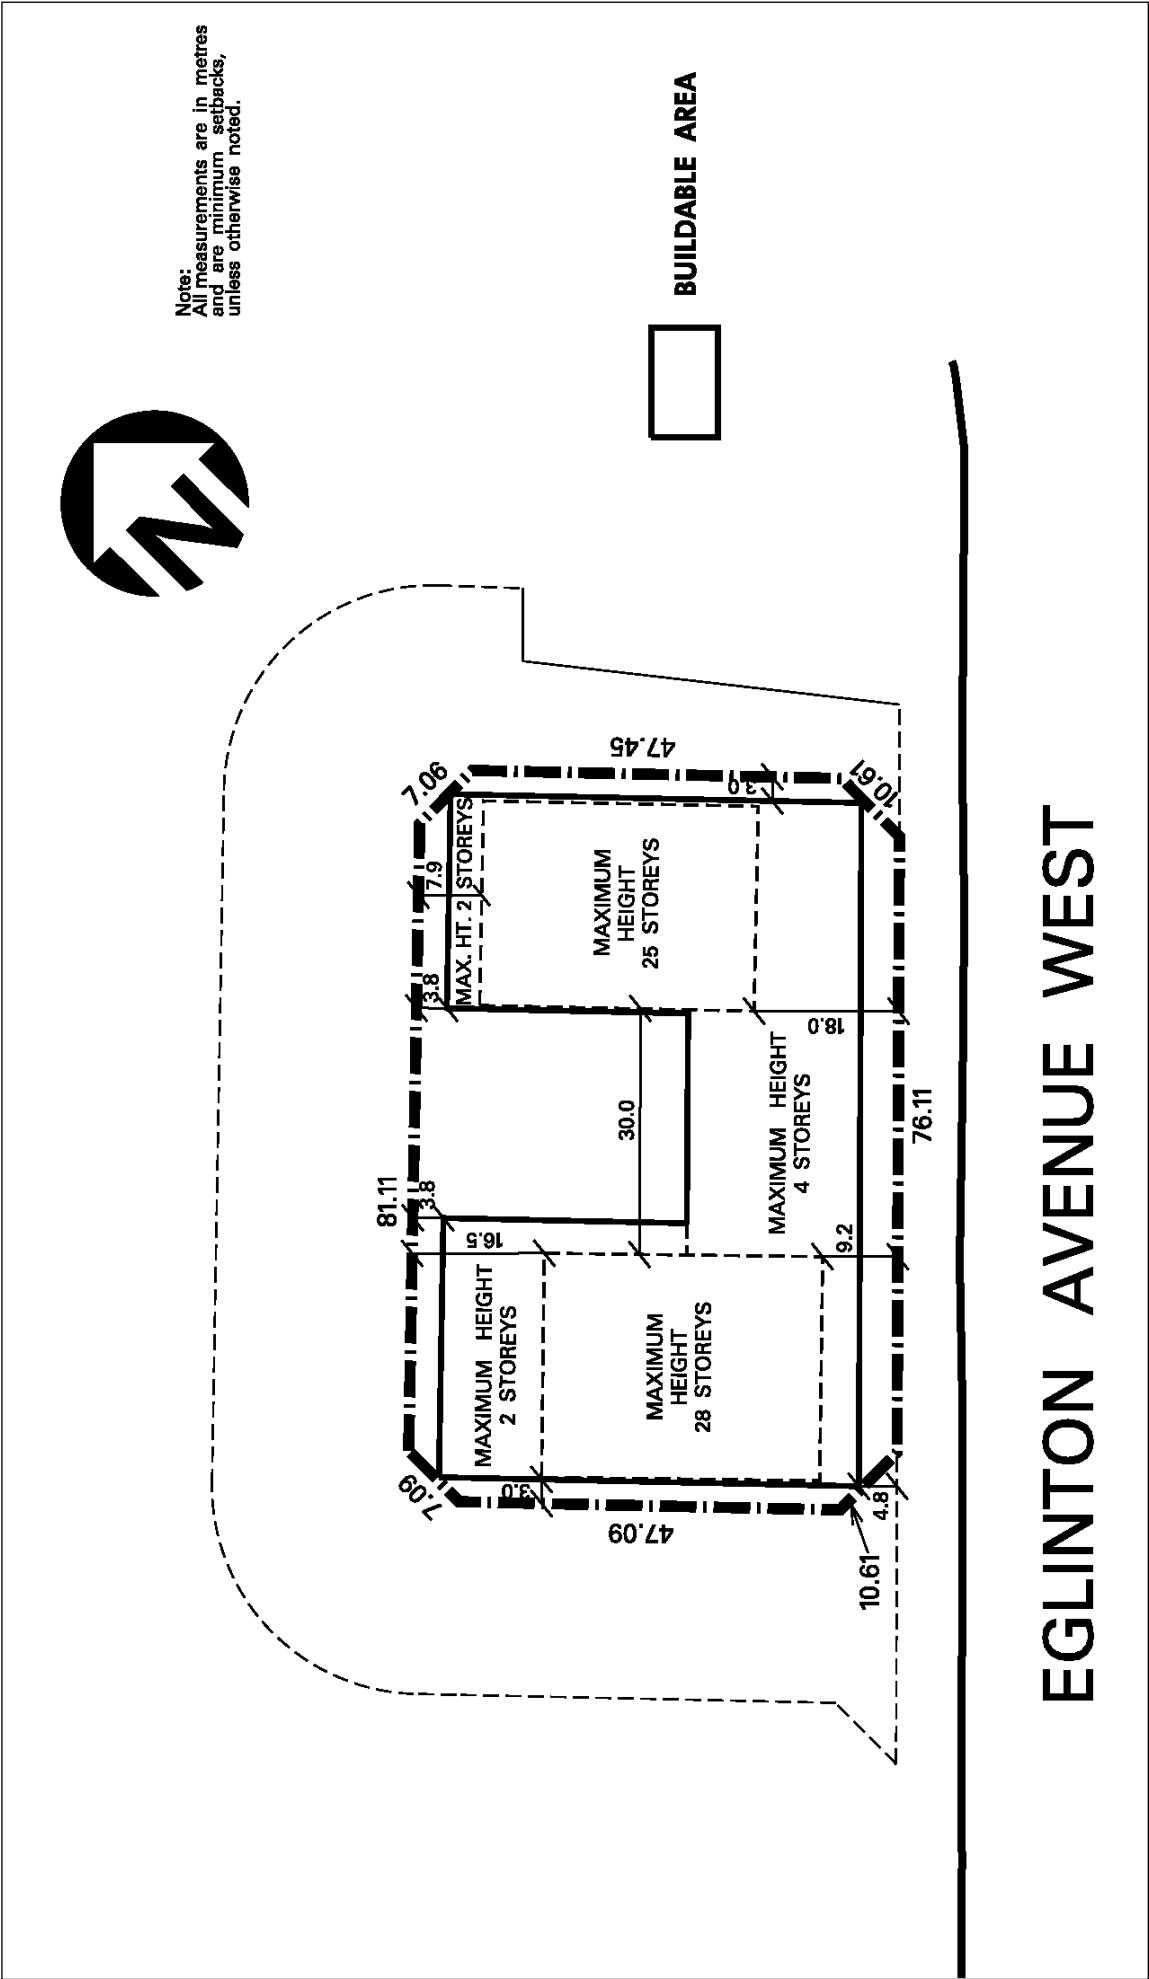 Note:
All measurements are in metres
and are minimum setbacks,
unless otherwise noted.
N
BUILDABLE AREA
7.06
47.45
10.61
3.0
7.9
3.8
MAX. HT. 2 STOREYS
MAXIMUM
HEIGHT
25 STOREYS
18.0
81.11
3.8
30.0
MAXIMUM HEIGHT
4 STOREYS
76.11
16.5
9.2
MAXIMUM HEIGHT
2 STOREYS
MAXIMUM
HEIGHT
28 STOREYS
7.09
3.0
47.09
10.61
4.8
EGLINTON AVENUE WEST